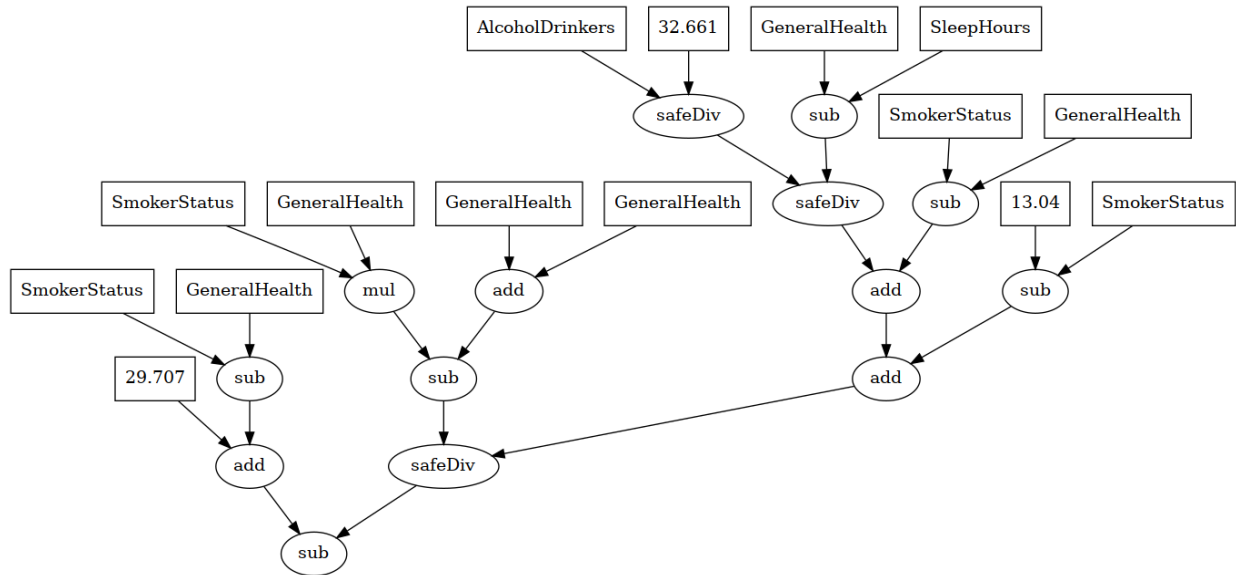 AlcoholDrinkers 32.661 GeneralHealth SleepHours
safeDiv sub SmokerStatus GeneralHealth
SmokerStatus GeneralHealth GeneralHealth GeneralHealth safeDiv sub 13.04 SmokerStatus
SmokerStatus GeneralHealth mul add add sub
29.707 sub sub add
add safeDiv
sub